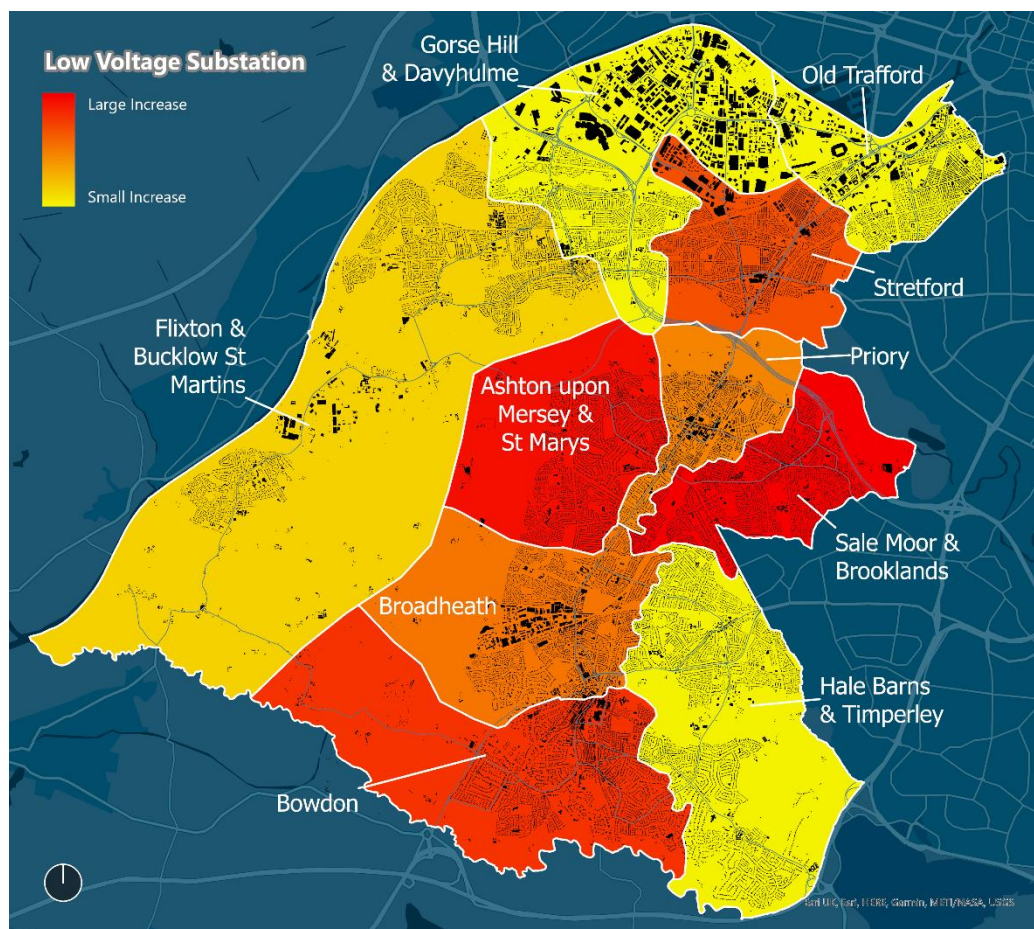 Low Voltage Substation
Large Increase
Small Increase
Gorse Hill
& Davyhulme
Old Trafford
Stretford
Flixton &
Bucklow St
Martins
Priory
Ashton upon
Mersey &
St Marys
Sale Moor &
Brooklands
Broadheath
Hale Barns
& Timperley
Bowdon
Esri UK, Esri, HERE, Garmin, METI/NASA, USGS